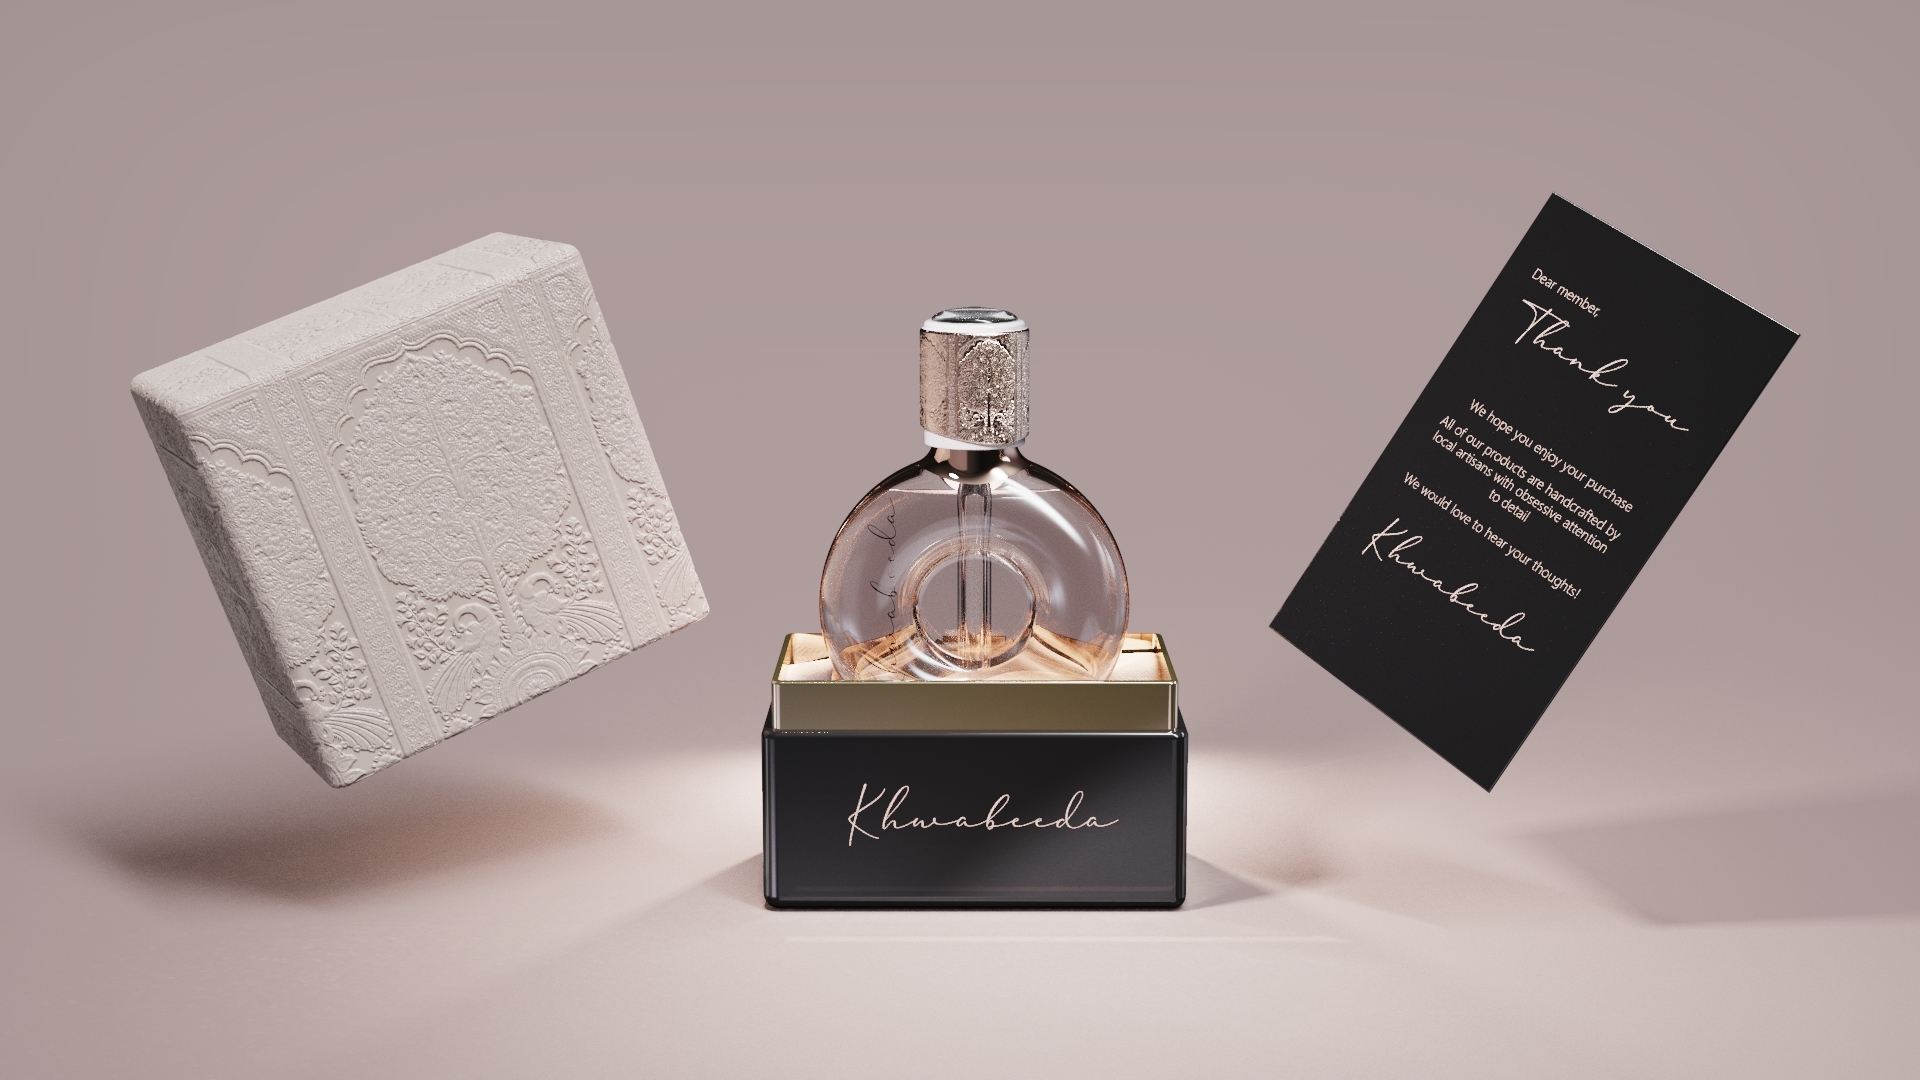 Khwabeeda
Khwabeeda
Dear member,
Thank you
We hope you enjoy your purchase
All of our products are handcrafted by
local artisans with obsessive attention
to detail
We would love to hear your thoughts!
Khwabeeda